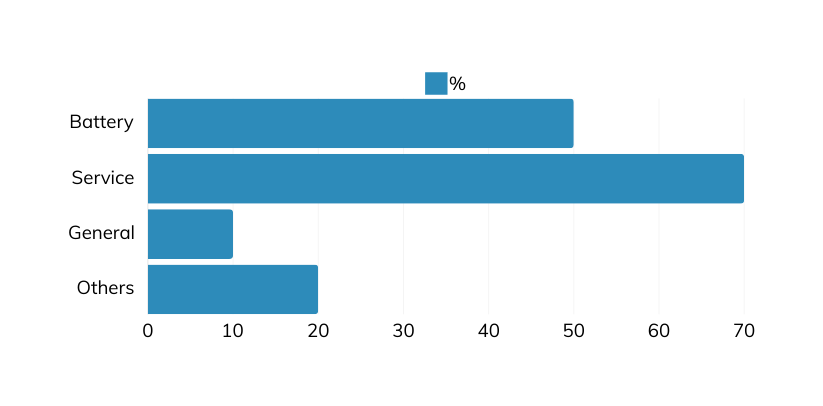 %
Battery
Service
General
Others
0 10 20 30 40 50 60 70